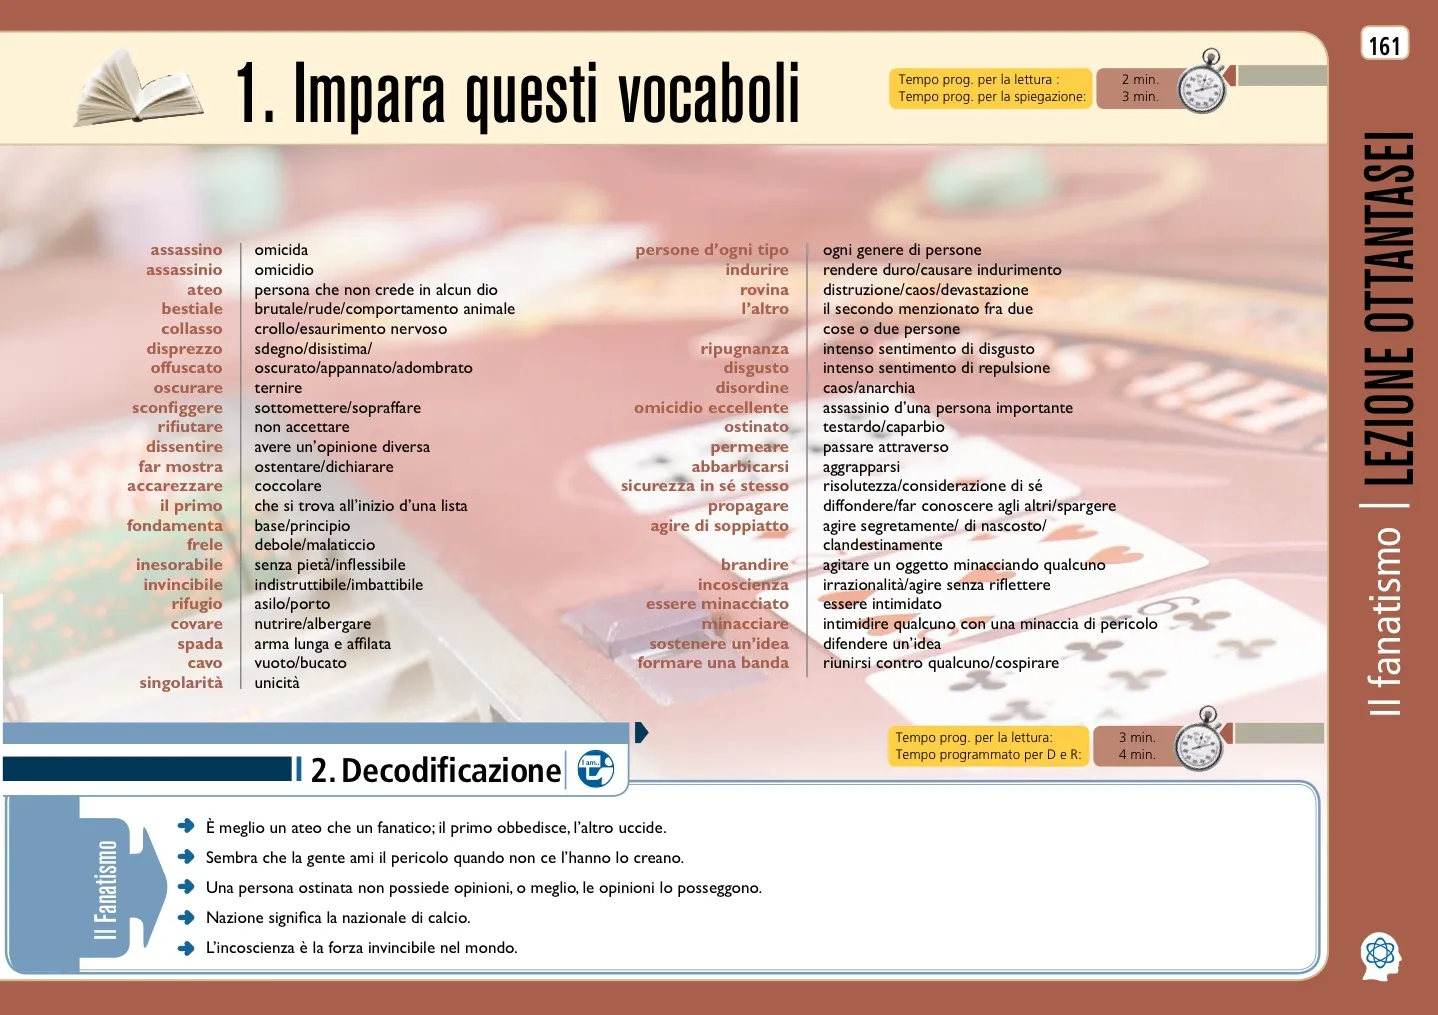 1. Impara questi vocaboli
Tempo prog. per la lettura : 2 min.
Tempo prog. per la spiegazione: 3 min.
161
LEZIONE OTTANTASEI
Il fanatismo
assassino omicida
assassinio omicidio
ateo persona che non crede in alcun dio
bestiale brutale/rude/comportamento animale
collasso crollo/esaurimento nervoso
disprezzo sdegno/disistima/
offuscato oscurato/appannato/adombrato
oscurare ternire
sconfiggere sottomettere/sopraffare
rifiutare non accettare
dissentire avere un'opinione diversa
far mostra ostentare/dichiarare
accarezzare coccolare
il primo che si trova all'inizio d'una lista
fondamenta base/principio
frele debole/malaticcio
inesorabile senza pietà/inflessibile
invincibile indistruttibile/imbattibile
rifugio asilo/porto
covare nutrire/albergare
spada arma lunga e affilata
cavo vuoto/bucato
singolarità unicità
persone d'ogni tipo ogni genere di persone
indurire rendere duro/causare indurimento
rovina distruzione/caos/devastazione
l'altro il secondo menzionato fra due
cose o due persone
ripugnanza intenso sentimento di disgusto
disgusto intenso sentimento di repulsione
disordine caos/anarchia
omicidio eccellente assassinio d'una persona importante
ostinato testardo/caparbio
permeare passare attraverso
abbarbicarsi aggrapparsi
sicurezza in sé stesso risolutezza/considerazione di sé
propagare diffondere/far conoscere agli altri/spargere
agire di soppiatto agire segretamente/ di nascosto/
clandestinamente
brandire agitare un oggetto minacciando qualcuno
incoscienza irrazionalità/agire senza riflettere
essere minacciato essere intimidato
minacciare intimidire qualcuno con una minaccia di pericolo
sostenere un'idea difendere un'idea
formare una banda riunirsi contro qualcuno/cospirare
2. Decodificazione
I am..
Tempo prog. per la lettura: 3 min.
Tempo programmato per D e R: 4 min.
Il Fanatismo
È meglio un ateo che un fanatico; il primo obbedisce, l'altro uccide.
Sembra che la gente ami il pericolo quando non ce l'hanno lo creano.
Una persona ostinata non possiede opinioni, o meglio, le opinioni lo posseggono.
Nazione significa la nazionale di calcio.
L'incoscienza è la forza invincibile nel mondo.